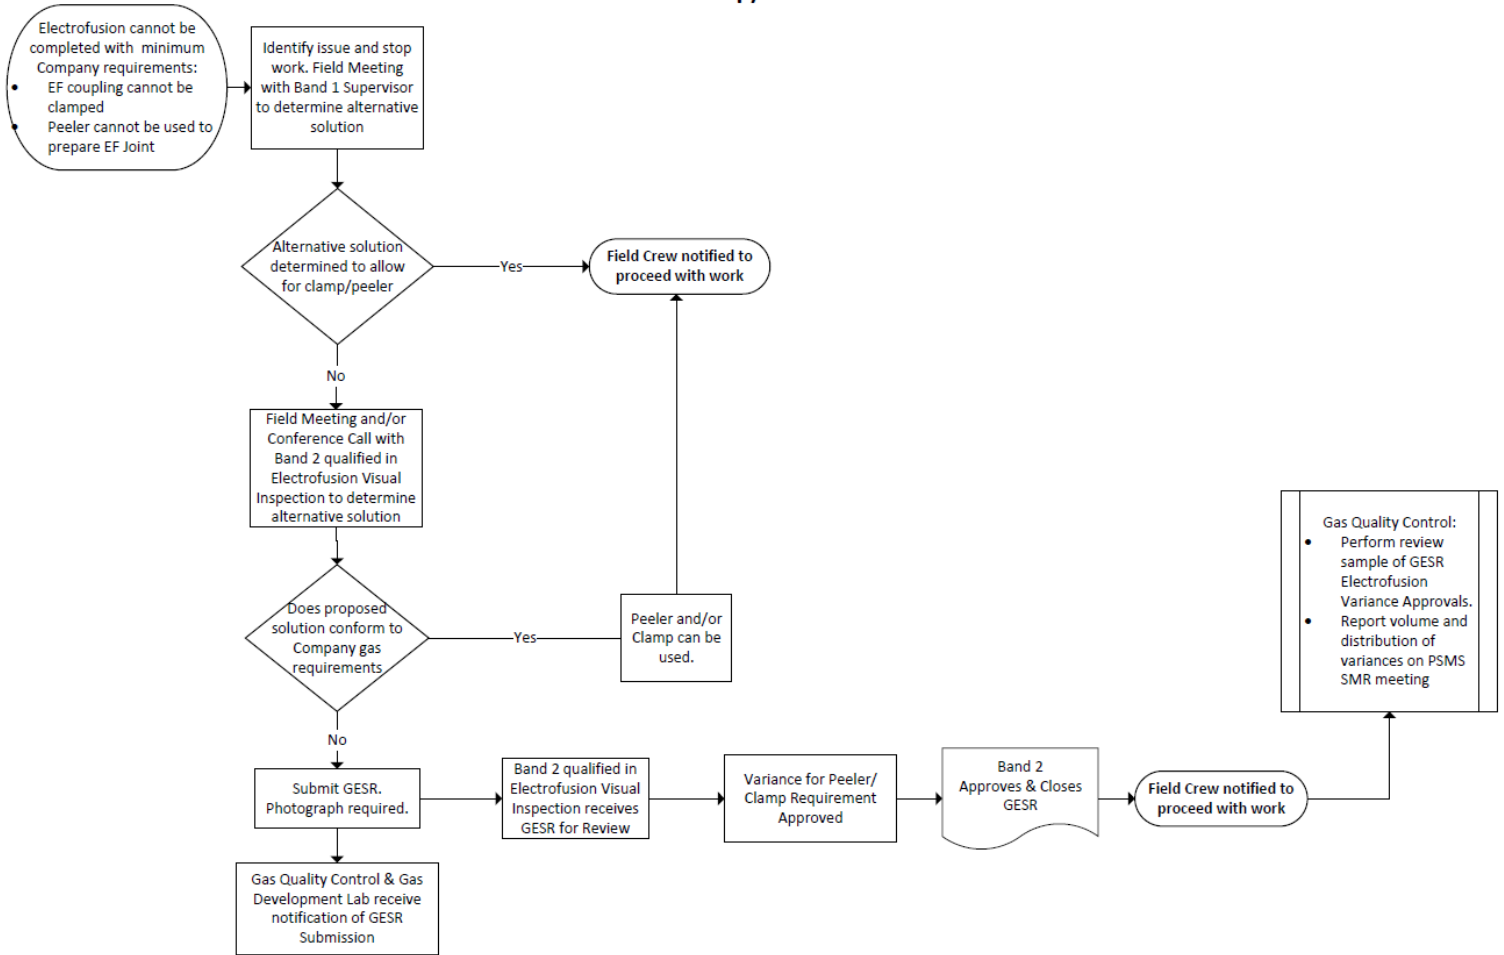 Electrofusion cannot be
completed with minimum
Company requirements:
• EF coupling cannot be
clamped
• Peeler cannot be used to
prepare EF Joint
Identify issue and stop
work. Field Meeting
with Band 1 Supervisor
to determine alternative
solution
Alternative solution
determined to allow
for clamp/peeler
Yes
Field Crew notified to
proceed with work
No
Field Meeting and/or
Conference Call with
Band 2 qualified in
Electrofusion Visual
Inspection to determine
alternative solution
Does proposed
solution conform to
Company gas
requirements
Yes
Peeler and/or
Clamp can be
used.
No
Submit GESR.
Photograph required.
Band 2 qualified in
Electrofusion Visual
Inspection receives
GESR for Review
Variance for Peeler/
Clamp Requirement
Approved
Band 2
Approves & Closes
GESR
Field Crew notified to
proceed with work
Gas Quality Control:
• Perform review
sample of GESR
Electrofusion
Variance Approvals.
• Report volume and
distribution of
variances on PSMS
SMR meeting
Gas Quality Control & Gas
Development Lab receive
notification of GESR
Submission